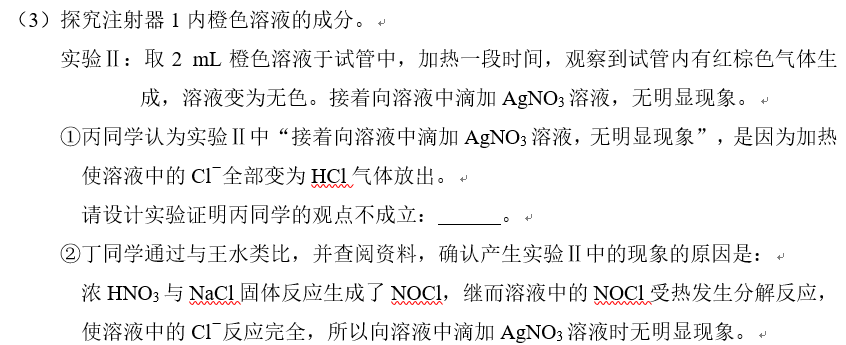 （3）探究注射器 1 内橙色溶液的成分。
实验Ⅱ：取 2 mL 橙色溶液于试管中，加热一段时间，观察到试管内有红棕色气体生
成，溶液变为无色。接着向溶液中滴加 AgNO₃ 溶液，无明显现象。
①丙同学认为实验Ⅱ中“接着向溶液中滴加 AgNO₃ 溶液，无明显现象”，是因为加热
使溶液中的 Cl⁻全部变为 HCl 气体放出。
请设计实验证明丙同学的观点不成立：______。
②丁同学通过与王水类比，并查阅资料，确认产生实验Ⅱ中的现象的原因是：
浓 HNO₃ 与 NaCl 固体反应生成了 NOCl，继而溶液中的 NOCl 受热发生分解反应，
使溶液中的 Cl⁻反应完全，所以向溶液中滴加 AgNO₃ 溶液时无明显现象。